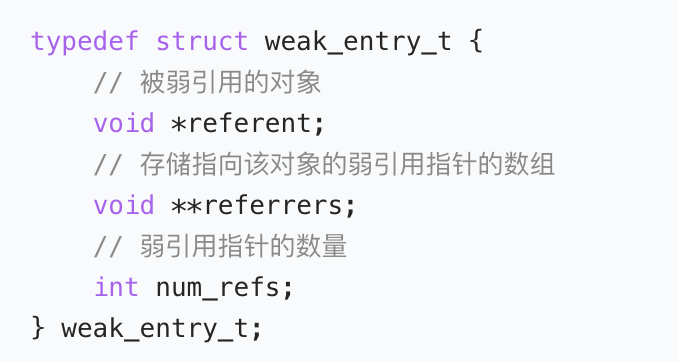 typedef struct weak_entry_t {
    // 被弱引用的对象
    void *referent;
    // 存储指向该对象的弱引用指针的数组
    void **referrers;
    // 弱引用指针的数量
    int num_refs;
} weak_entry_t;